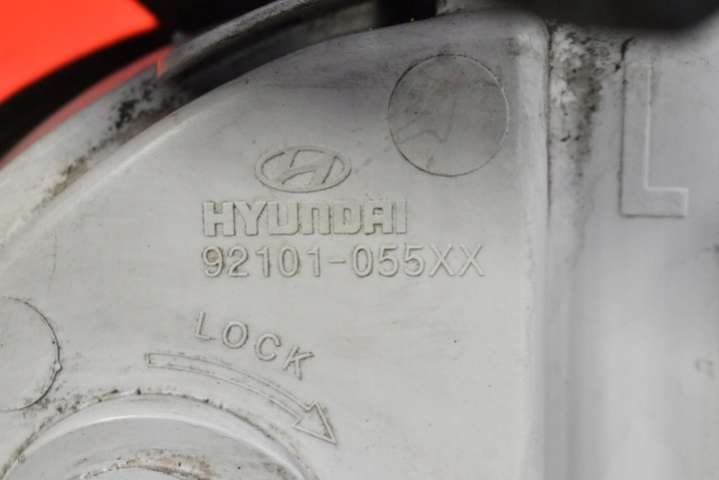 HYUNDAI
92101-055XX
LOCK
L